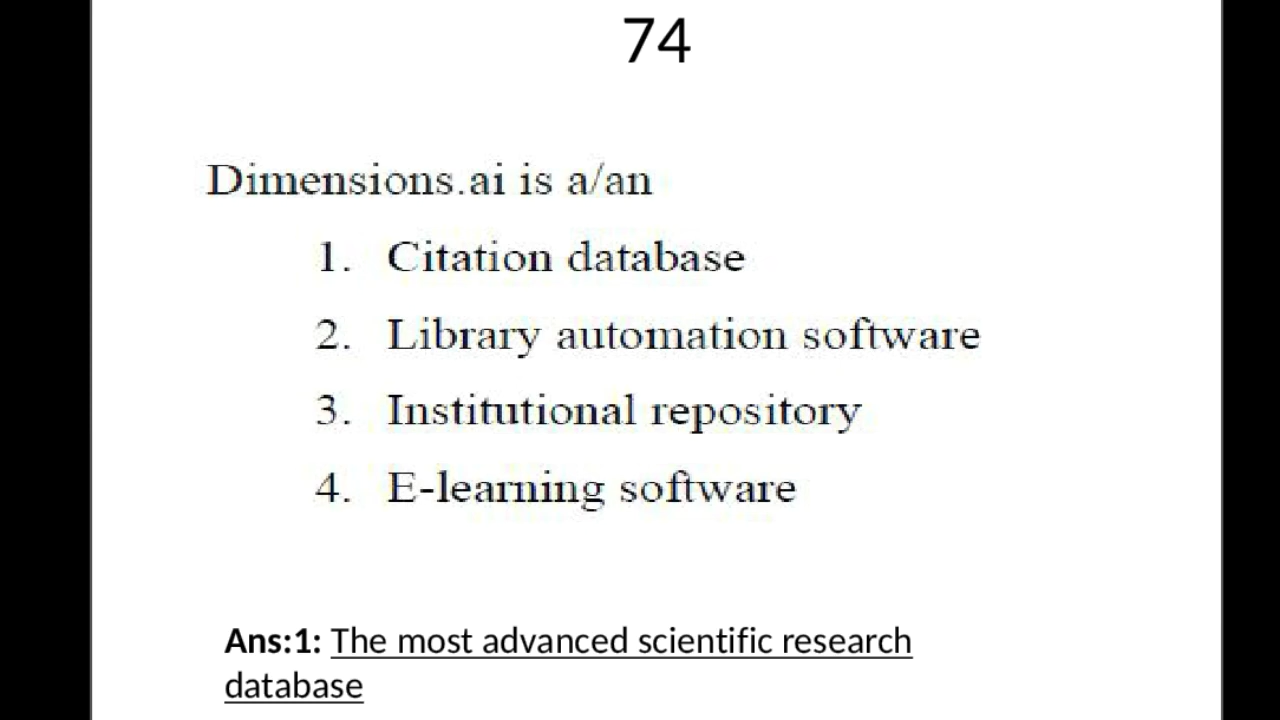 74
Dimensions.ai is a/an
1. Citation database
2. Library automation software
3. Institutional repository
4. E-learning software
Ans:1: The most advanced scientific research
database